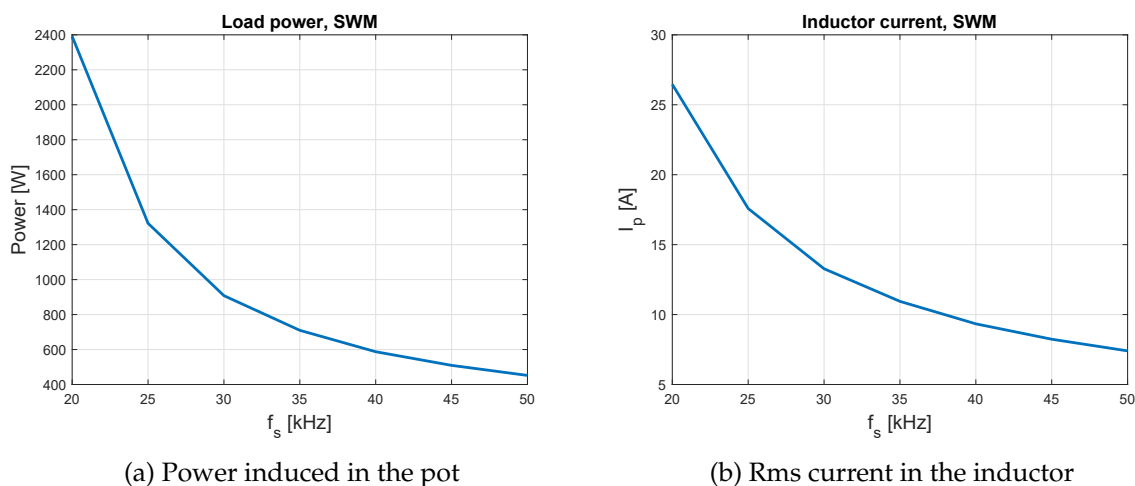 Load power, SWM
2400
2200
2000
1800
1600
1400
1200
1000
800
600
400
Power [W]
20 25 30 35 40 45 50
f_s [kHz]
(a) Power induced in the pot
Inductor current, SWM
30
25
20
15
10
5
I_p [A]
20 25 30 35 40 45 50
f_s [kHz]
(b) Rms current in the inductor